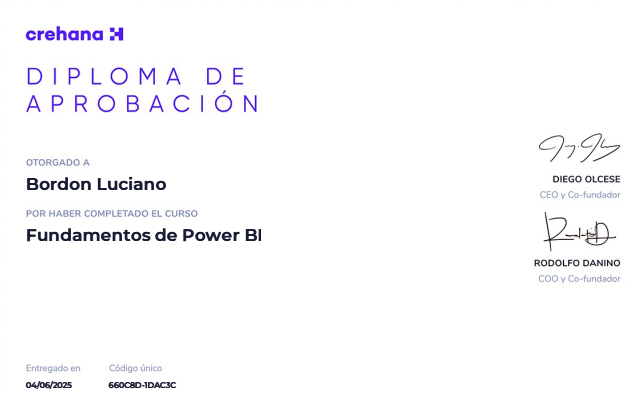 crehana
DIPLOMA DE
APROBACIÓN
OTORGADO A
Bordon Luciano
POR HABER COMPLETADO EL CURSO
Fundamentos de Power BI
DIEGO OLCESE
CEO y Co-fundador
RODOLFO DANINO
COO y Co-fundador
Entregado en
Código único
04/06/2025
660C8D-1DAC3C